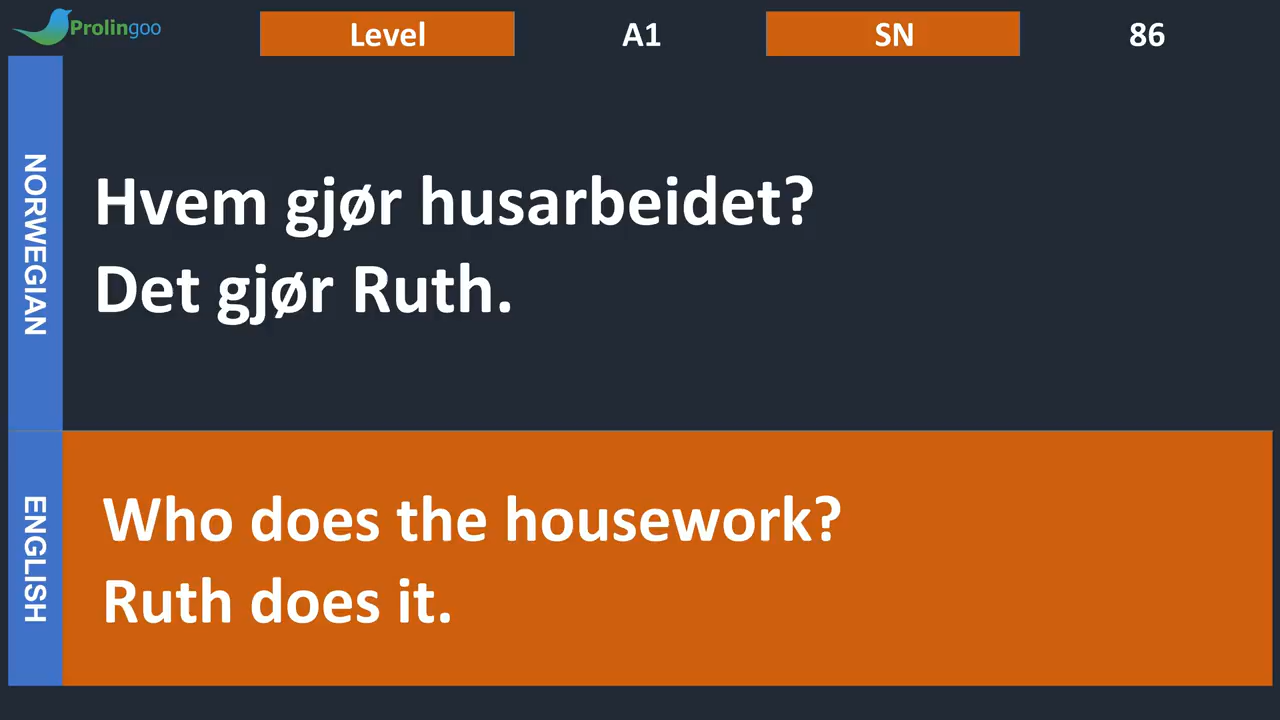 Prolingoo
Level A1 SN 86
NORWEGIAN
Hvem gjør husarbeidet?
Det gjør Ruth.
ENGLISH
Who does the housework?
Ruth does it.